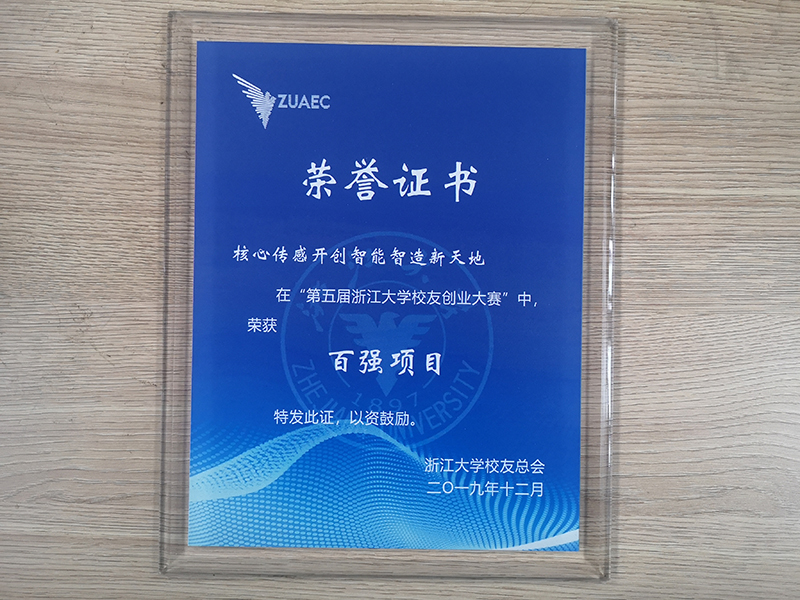 ZUAEC
荣誉证书
核心传感开创智能智造新天地
在“第五届浙江大学校友创业大赛”中，
荣获
百强项目
1897
特发此证，以资鼓励。
浙江大学校友总会
二〇一九年十二月